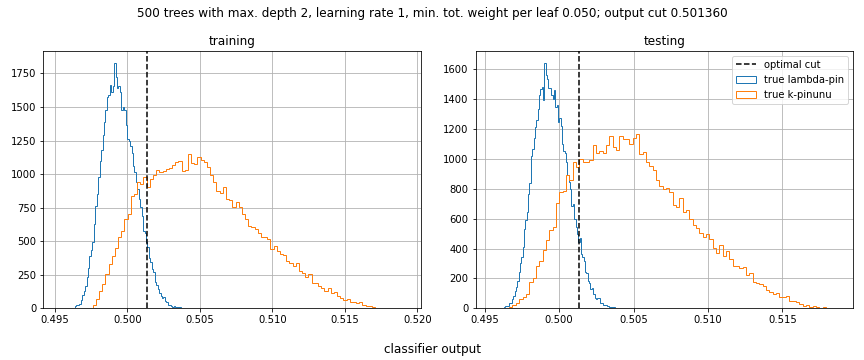 500 trees with max. depth 2, learning rate 1, min. tot. weight per leaf 0.050; output cut 0.501360
training
1750
1500
1250
1000
750
500
250
0
0.495 0.500 0.505 0.510 0.515 0.520
testing
optimal cut
true lambda-pin
true k-pinunu
1600
1400
1200
1000
800
600
400
200
0
0.495 0.500 0.505 0.510 0.515
classifier output